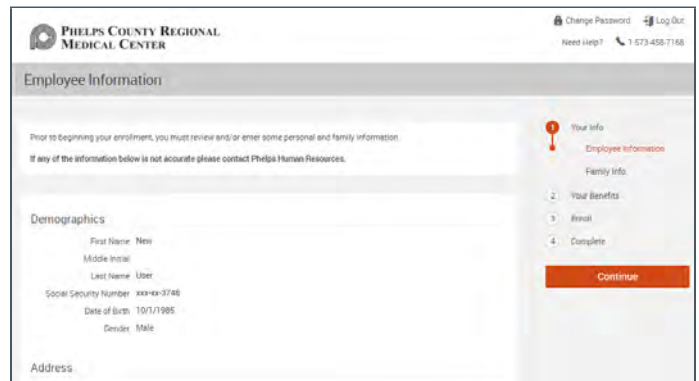 PHELPS COUNTY REGIONAL
MEDICAL CENTER
Change Password Log Out
Need Help? 1-573-458-7168
Employee Information
Prior to beginning your enrollment, you must review and/or enter some personal and family information.
If any of the information below is not accurate please contact Phelps Human Resources.
Demographics
First Name New
Middle Initial
Last Name User
Social Security Number xxx-xx-3746
Date of Birth 10/1/1985
Gender Male
Address
1 Your Info
Employee Information
Family Info
2 Your Benefits
3 Enroll
4 Complete
Continue